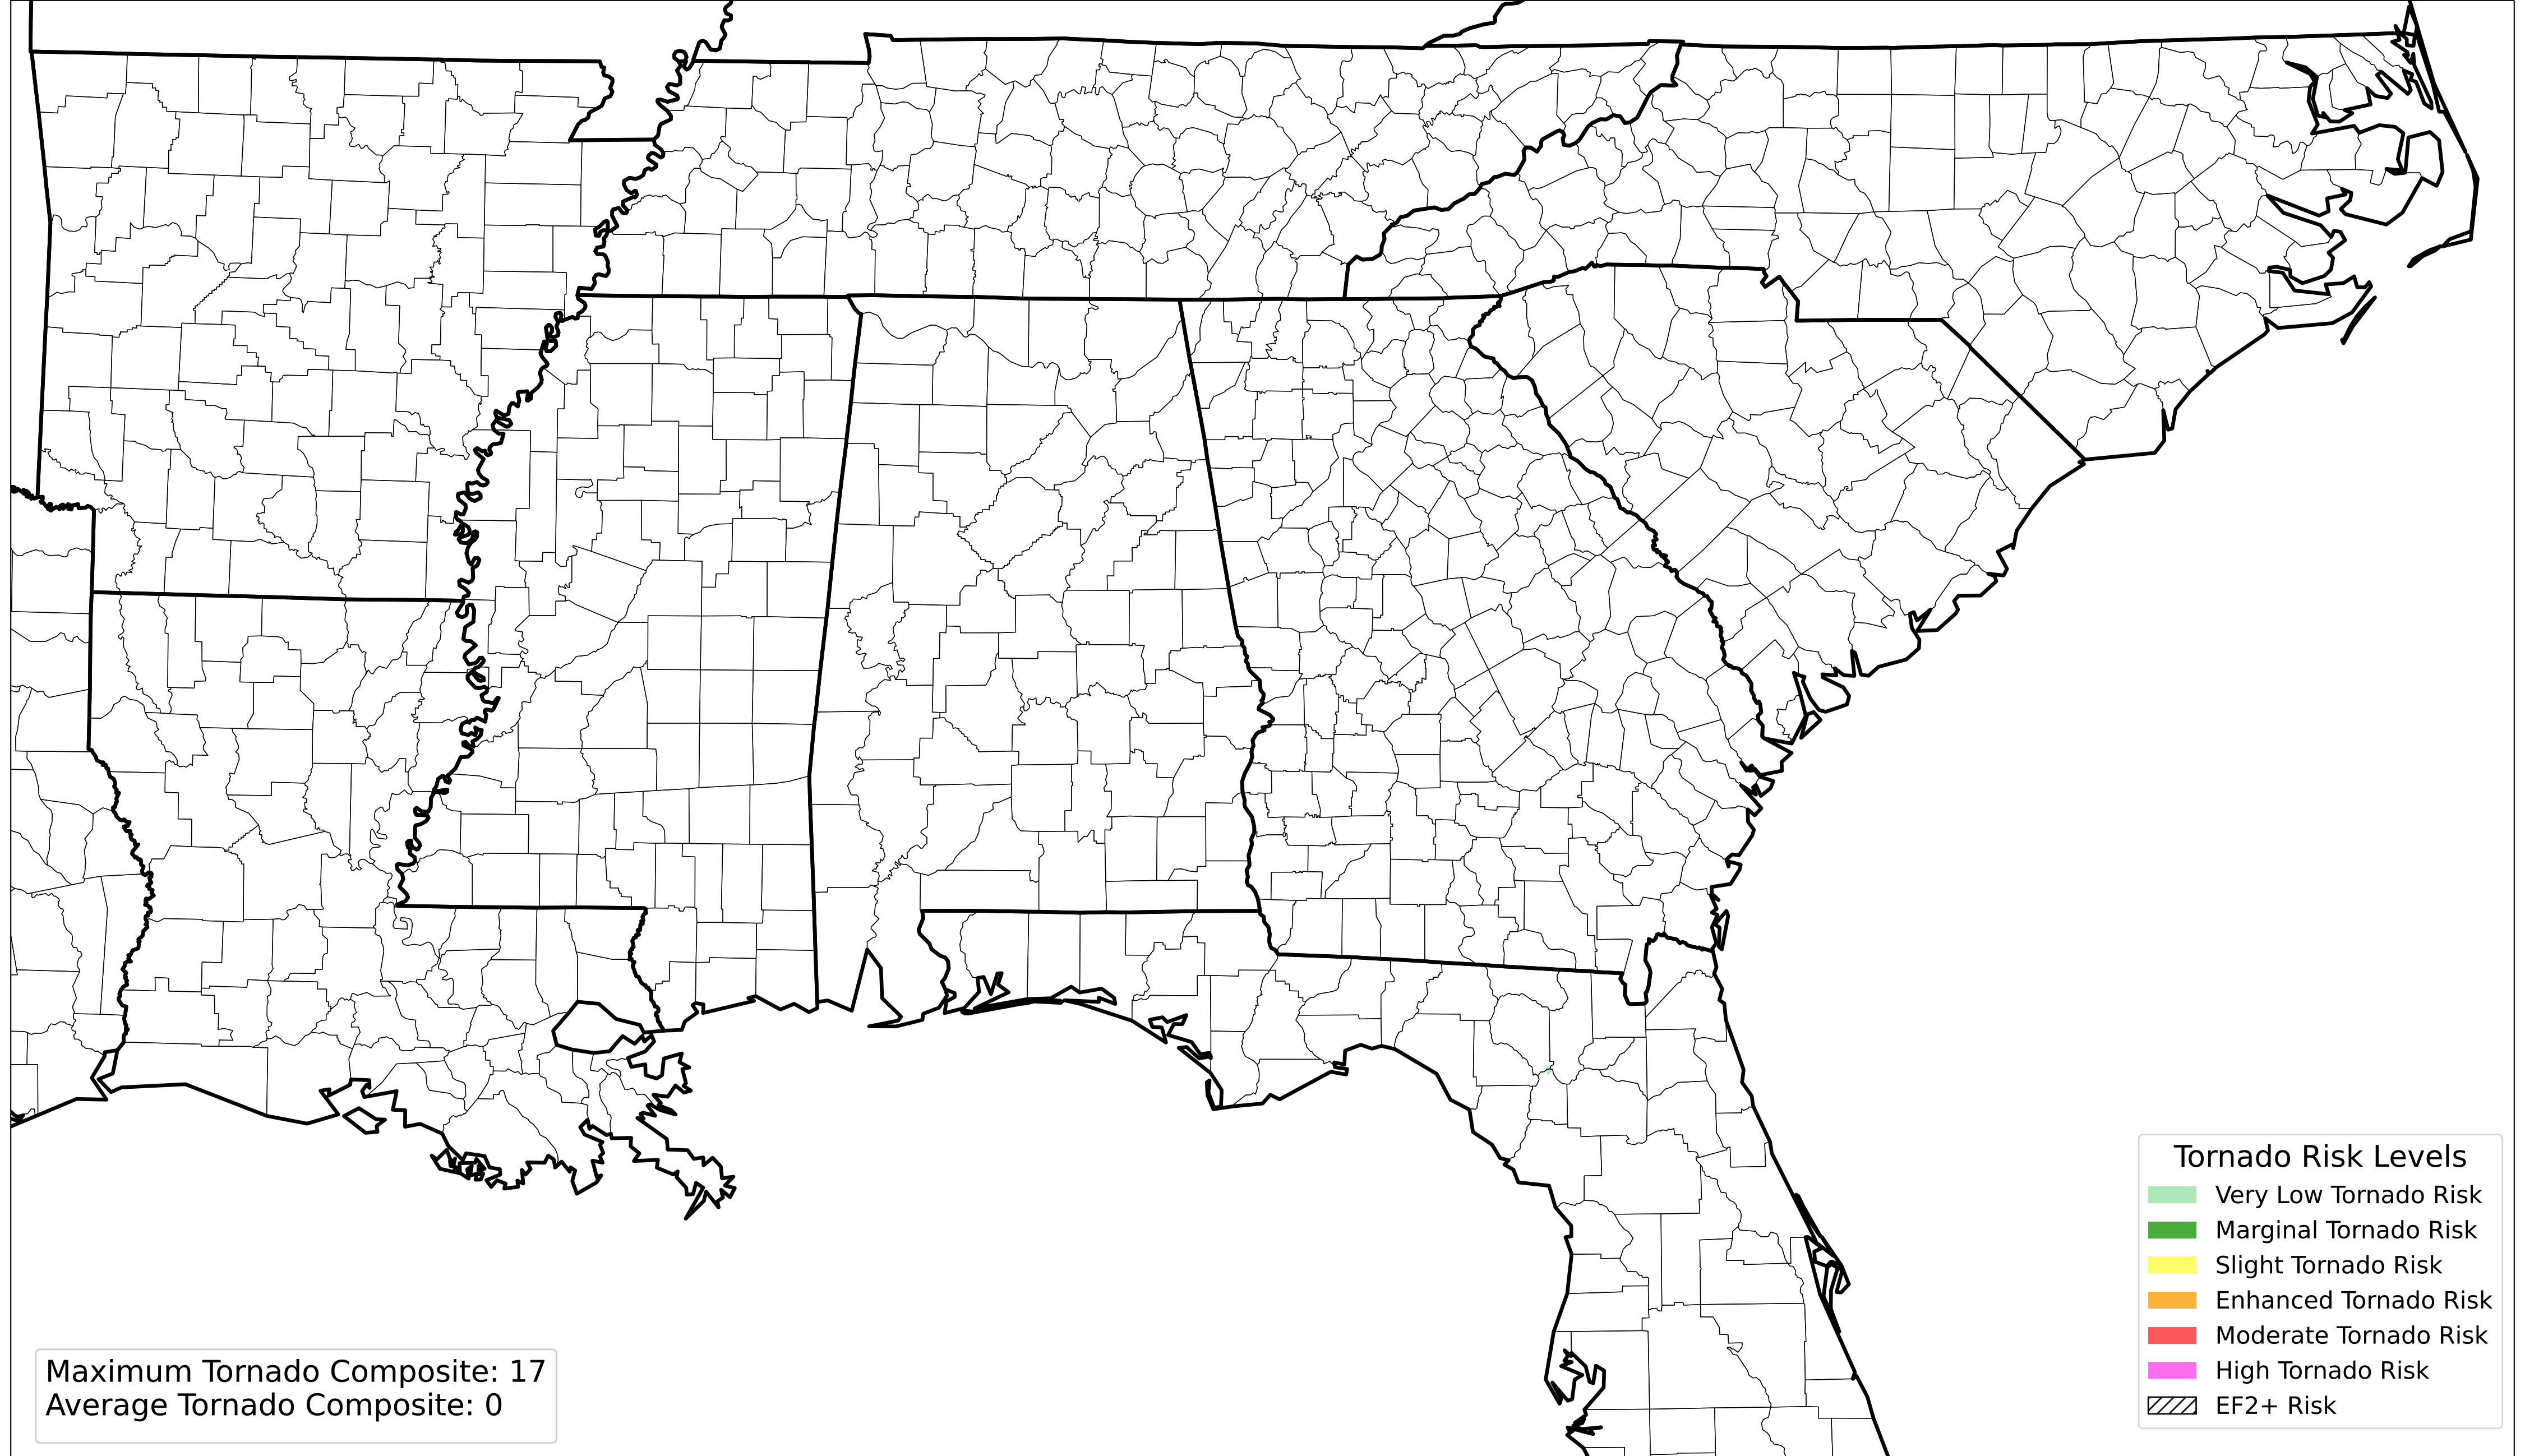 Tornado Risk Levels
Very Low Tornado Risk
Marginal Tornado Risk
Slight Tornado Risk
Enhanced Tornado Risk
Moderate Tornado Risk
High Tornado Risk
EF2+ Risk
Maximum Tornado Composite: 17
Average Tornado Composite: 0